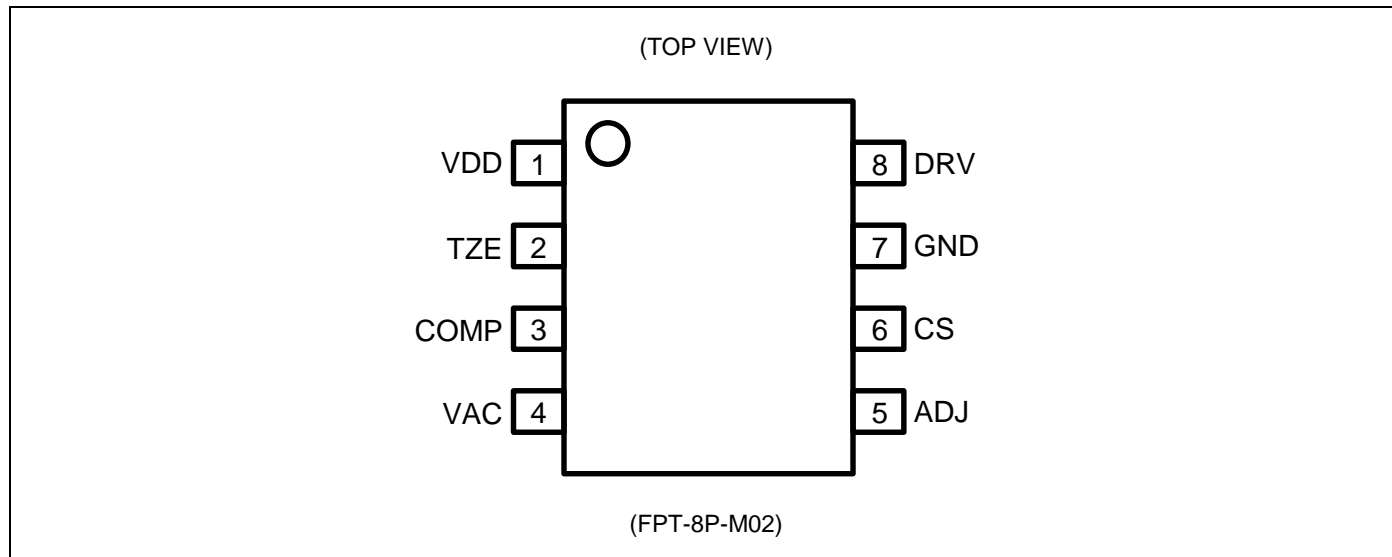 (TOP VIEW)
VDD 1 8 DRV
TZE 2 7 GND
COMP 3 6 CS
VAC 4 5 ADJ
(FPT-8P-M02)